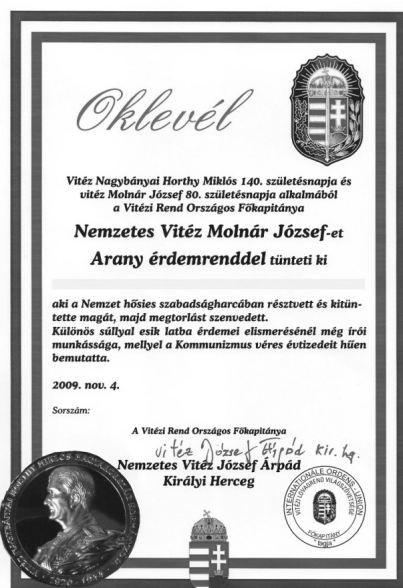 Oklevél
Vitéz Nagybányai Horthy Miklós 140. születésnapja és
vitéz Molnár József 80. születésnapja alkalmából
a Vitézi Rend Országos Főkapitánya
Nemzetes Vitéz Molnár József-et
Arany érdemrenddel tünteti ki
aki a Nemzet hősies szabadságharcában résztvett és kitün-
tette magát, majd megtorlást szenvedett.
Különös súllyal esik latba érdemei elismerésénél még írói
munkássága, mellyel a Kommunizmus véres évtizedeit hűen
bemutatta.
2009. nov. 4.
Sorszám:
A Vitézi Rend Országos Főkapitánya
vitéz József Árpád kir. hg.
Nemzetes Vitéz József Árpád
Királyi Herceg
INTERNATIONALE ORDENS - UNION
VITÉZI LOVAGREND VILÁGSZÖVETSÉG
FŐKAPITÁNY
tagja